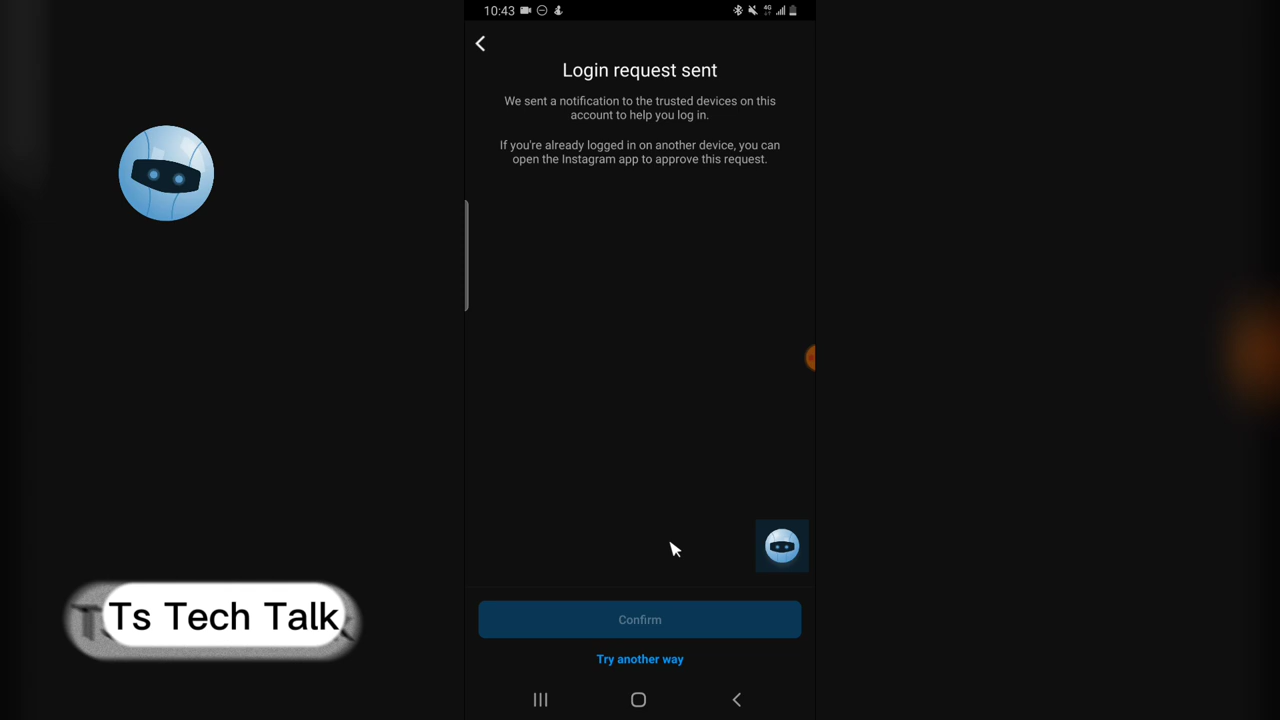 10:43
4G
Login request sent
We sent a notification to the trusted devices on this
account to help you log in.
If you're already logged in on another device, you can
open the Instagram app to approve this request.
Confirm
Try another way
Ts Tech Talk